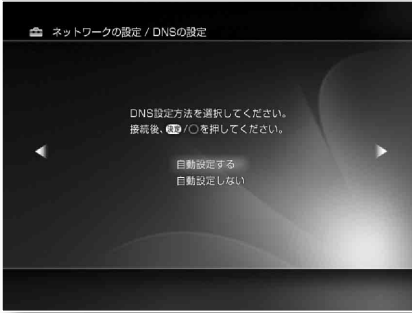 ネットワークの設定 / DNSの設定
DNS設定方法を選択してください。
接続後、決定/○を押してください。
自動設定する
自動設定しない